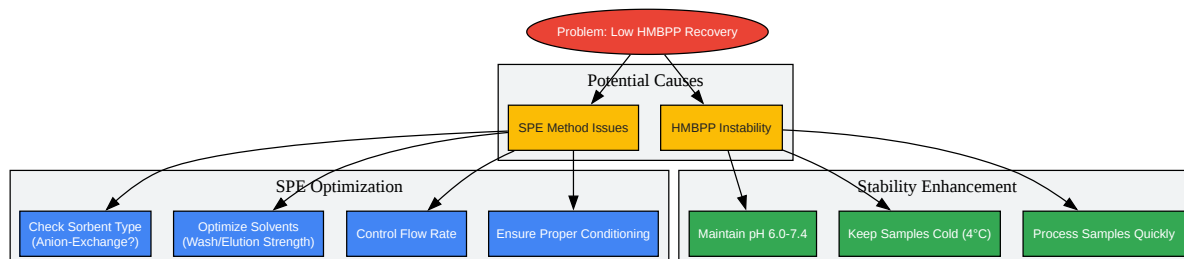 Problem: Low HMBPP Recovery
Potential Causes
SPE Method Issues
HMBPP Instability
SPE Optimization
Stability Enhancement
Check Sorbent Type
(Anion-Exchange?)
Optimize Solvents
(Wash/Elution Strength)
Control Flow Rate
Ensure Proper Conditioning
Maintain pH 6.0-7.4
Keep Samples Cold (4°C)
Process Samples Quickly